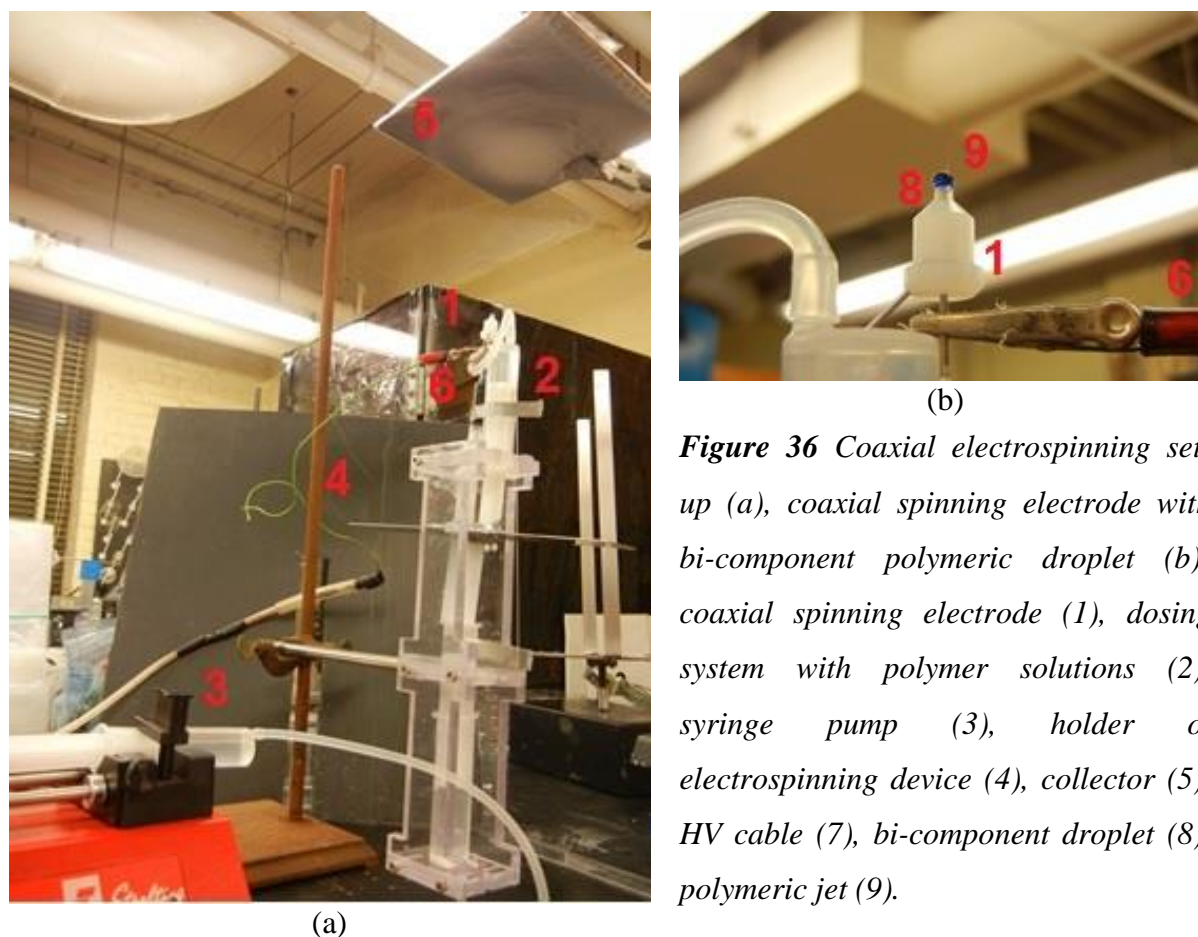 5
1
6
2
4
3
(a)
9
8
1
6
(b)
Figure 36 Coaxial electrospinning set
up (a), coaxial spinning electrode with
bi-component polymeric droplet (b)
coaxial spinning electrode (1), dosing
system with polymer solutions (2)
syringe pump (3), holder
electrospinning device (4), collector (5)
HV cable (7), bi-component droplet (8)
polymeric jet (9).